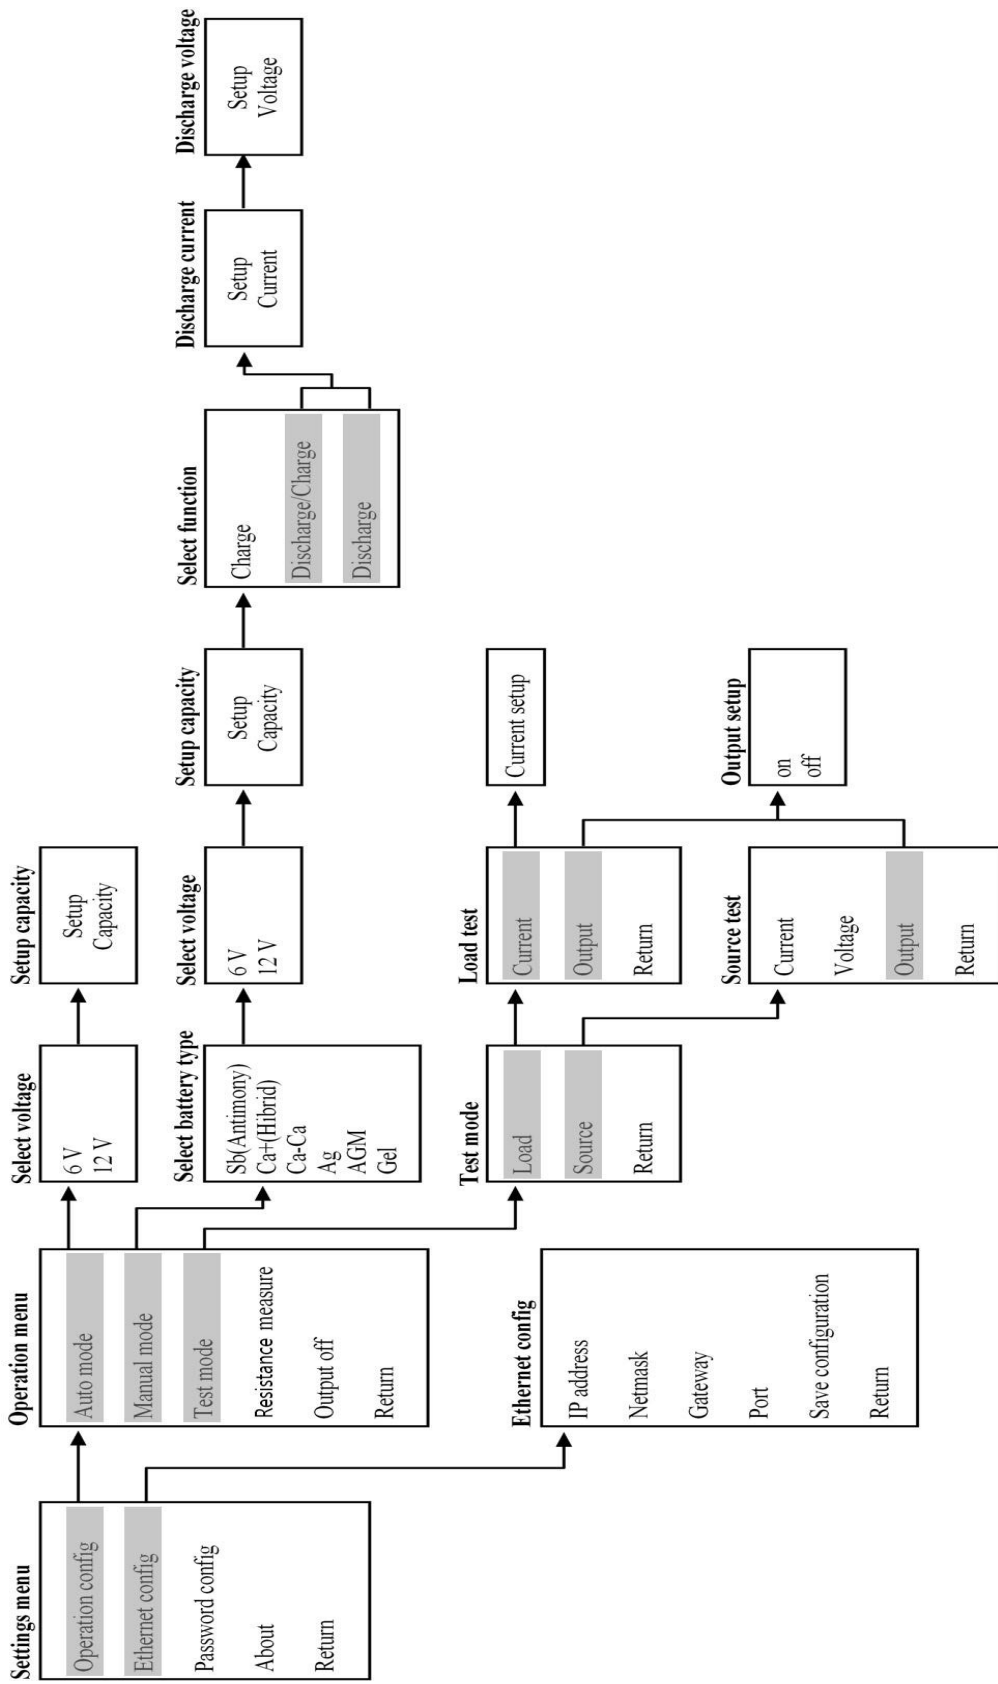 Settings menu
Operation config
Ethernet config
Password config
About
Return
Operation menu
Auto mode
Manual mode
Test mode
Resistance measure
Output off
Return
Ethernet config
IP address
Netmask
Gateway
Port
Save configuration
Return
Select voltage
6 V
12 V
Setup capacity
Setup
Capacity
Select battery type
Sb(Antimony)
Ca+(Hibrid)
Ca-Ca
Ag
AGM
Gel
Select voltage
6 V
12 V
Setup capacity
Setup
Capacity
Select function
Charge
Discharge/Charge
Discharge
Discharge current
Setup
Current
Discharge voltage
Setup
Voltage
Test mode
Load
Source
Return
Load test
Current
Output
Return
Current setup
Source test
Current
Voltage
Output
Return
Output setup
on
off